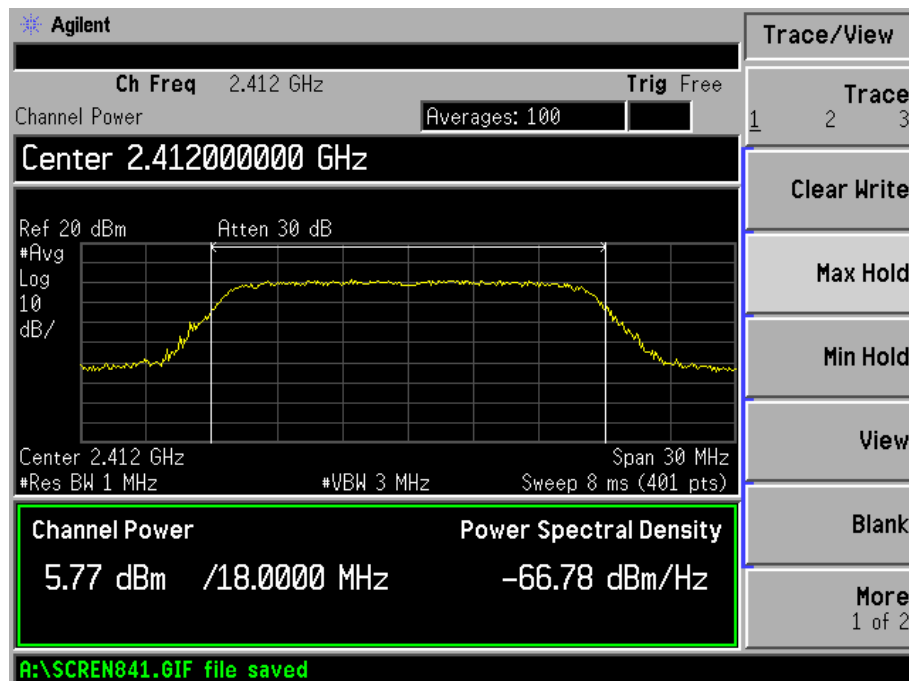 Agilent
Ch Freq 2.412 GHz Trig Free
Channel Power Averages: 100
Center 2.412000000 GHz
Ref 20 dBm Atten 30 dB
#Avg
Log
10
dB/
Center 2.412 GHz Span 30 MHz
#Res BW 1 MHz #VBW 3 MHz Sweep 8 ms (401 pts)
Channel Power Power Spectral Density
5.77 dBm /18.0000 MHz -66.78 dBm/Hz
A:\SCREN841.GIF file saved
Trace/View
Trace
1 2 3
Clear Write
Max Hold
Min Hold
View
Blank
More
1 of 2